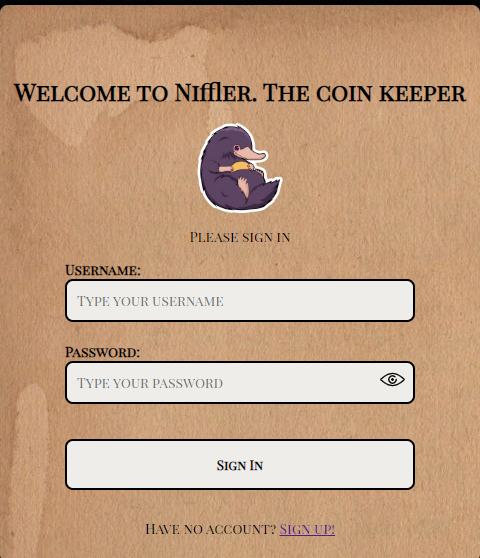 Welcome to Niffler. The coin keeper
Please sign in
Username:
Type your username
Password:
Type your password
Sign In
Have no account? Sign up!